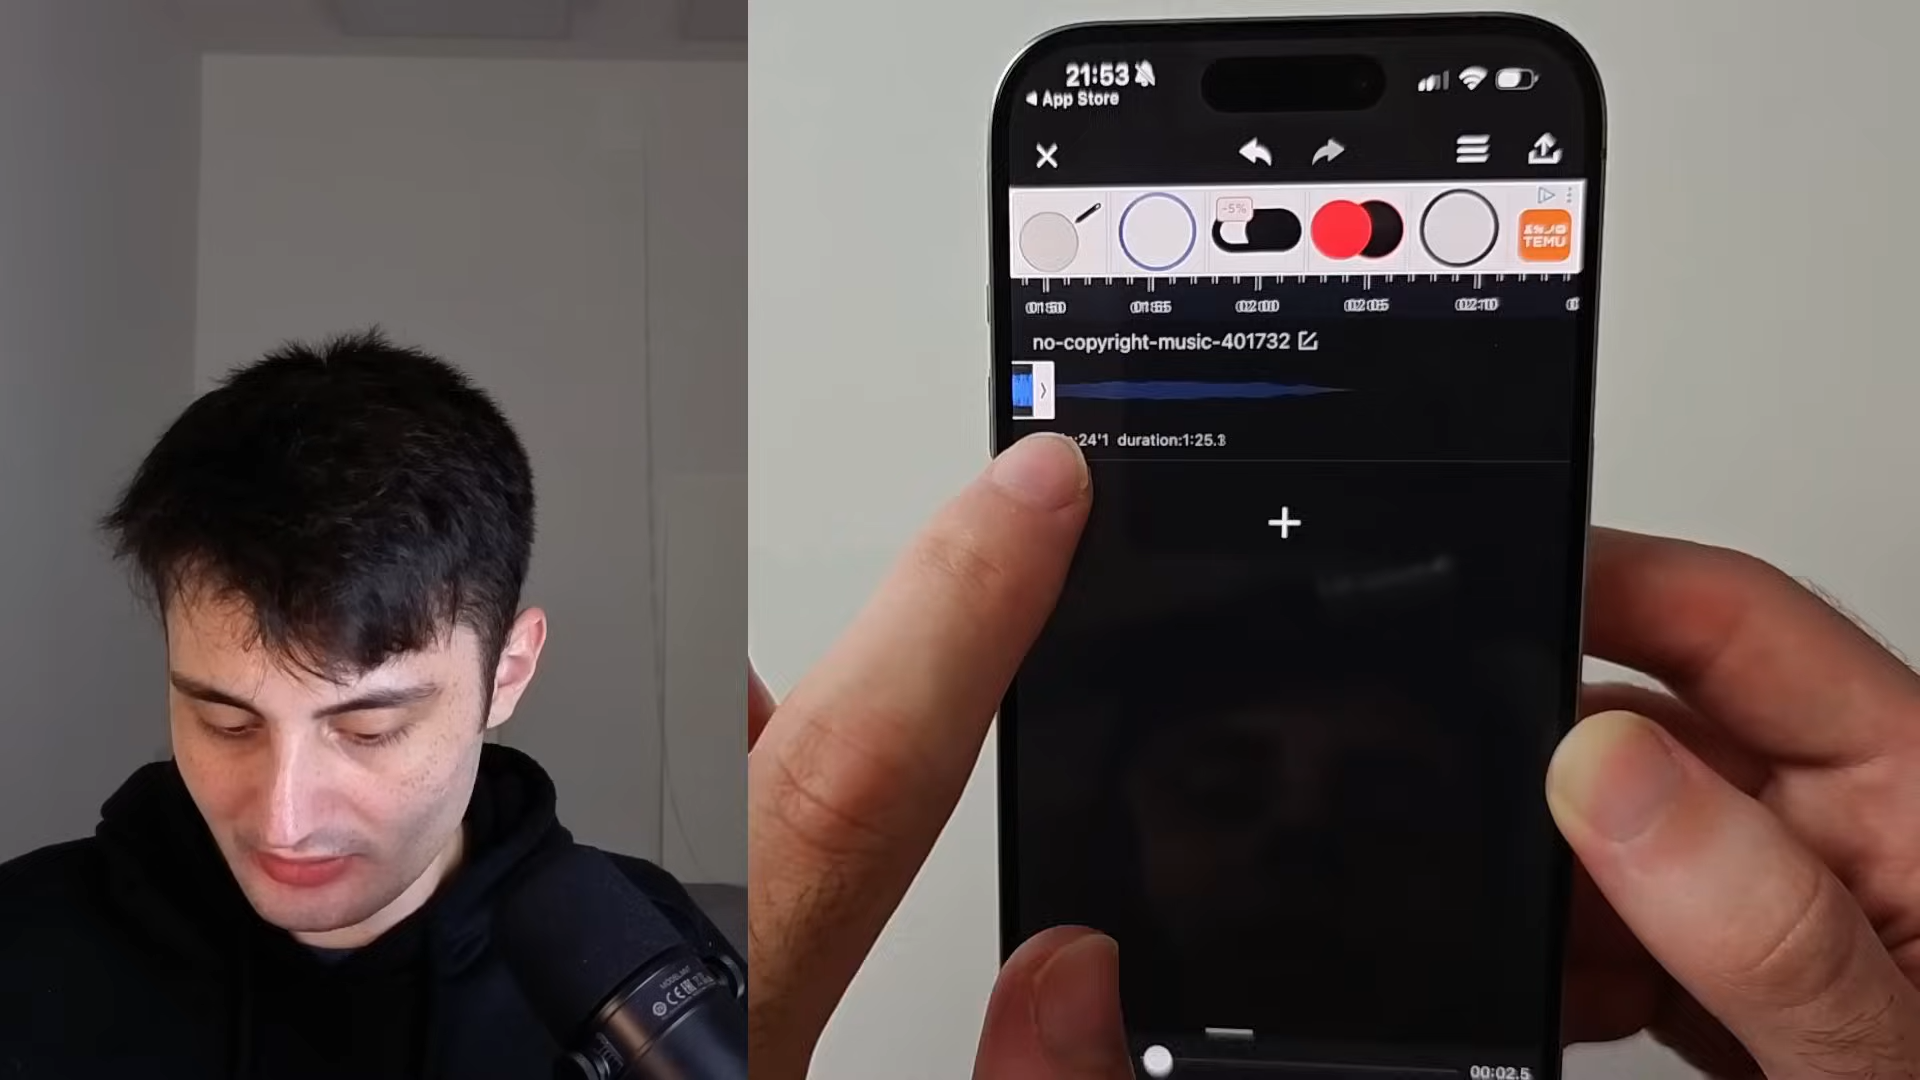 21:53
App Store
-5%
TEMU
01:50 01:55 02:00 02:05 02:10
no-copyright-music-401732
:24'1 duration:1:25.3
00:02.5
CE